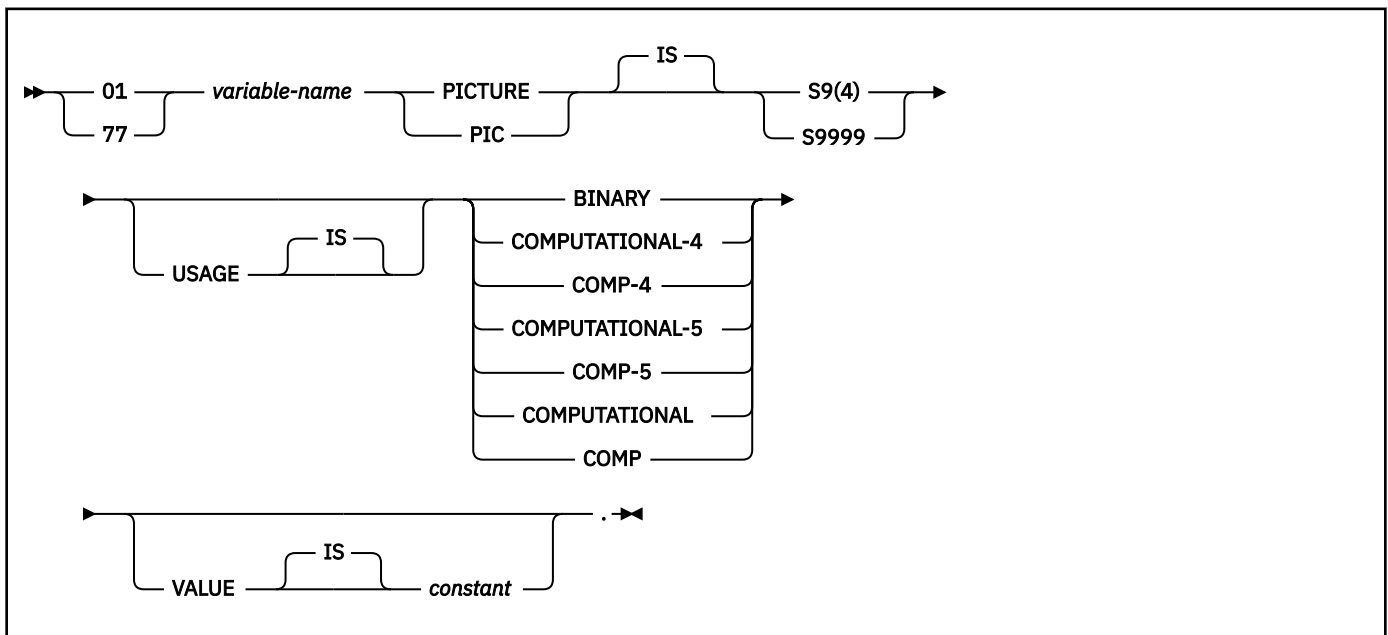 IS
01 variable-name PICTURE S9(4)
77 PIC S9999
BINARY
COMPUTATIONAL-4
IS
USAGE COMP-4
COMPUTATIONAL-5
COMP-5
COMPUTATIONAL
COMP
.
IS
VALUE constant